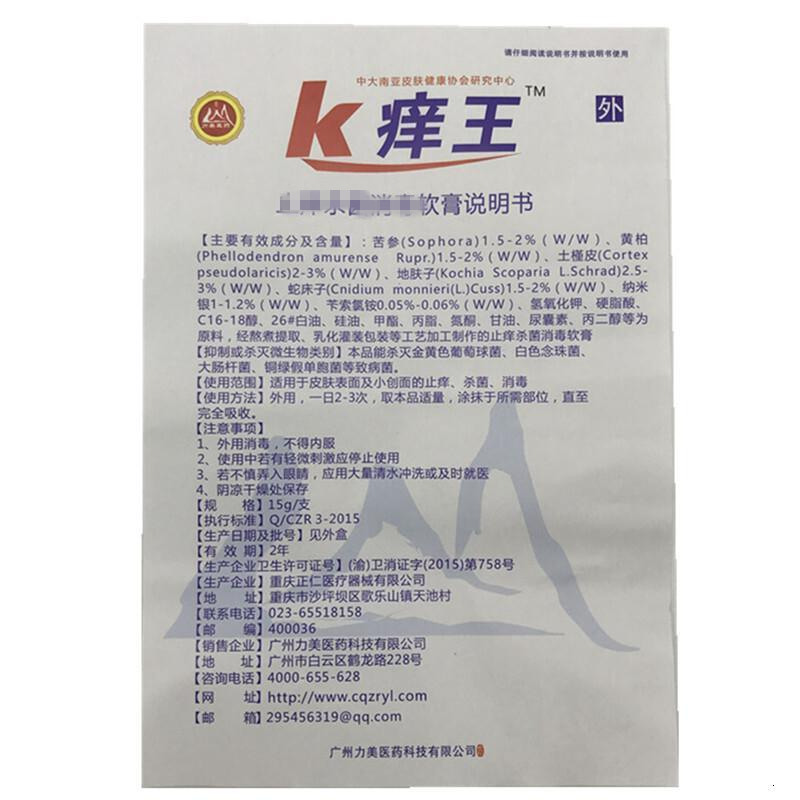 请仔细阅读说明书并按说明书使用
中大南亚皮肤健康协会研究中心
k痒王TM
外
软膏说明书
【主要有效成分及含量】:苦参(Sophora)1.5-2%(W/W)、黄柏
(Phellodendron amurense Rupr.)1.5-2%(W/W)、土槿皮(Cortex
pseudolaricis)2-3%(W/W)、地肤子(Kochia Scoparia L.Schrad)2.5-
3%(W/W)、蛇床子(Cnidium monnieri(L.)Cuss)1.5-2%(W/W)、纳米
银1-1.2%(W/W)、苄索氯铵0.05%-0.06%(W/W)、氢氧化钾、硬脂酸、
C16-18醇、26#白油、硅油、甲酯、丙脂、氮酮、甘油、尿囊素、丙二醇等为
原料，经熬煮提取、乳化灌装包装等工艺加工制作的止痒杀菌消毒软膏
【抑制或杀灭微生物类别】本品能杀灭金黄色葡萄球菌、白色念珠菌、
大肠杆菌、铜绿假单胞菌等致病菌。
【使用范围】适用于皮肤表面及小创面的止痒、杀菌、消毒
【使用方法】外用，一日2-3次，取本品适量，涂抹于所需部位，直至
完全吸收。
【注意事项】
1、外用消毒，不得内服
2、使用中若有轻微刺激应停止使用
3、若不慎弄入眼睛，应用大量清水冲洗或及时就医
4、阴凉干燥处保存
【规 格】15g/支
【执行标准】Q/CZR 3-2015
【生产日期及批号】见外盒
【有 效 期】2年
【生产企业卫生许可证号】(渝)卫消证字(2015)第758号
【生产企业】重庆正仁医疗器械有限公司
【地 址】重庆市沙坪坝区歌乐山镇天池村
【联系电话】023-65518158
【邮 编】400036
【销售企业】广州力美医药科技有限公司
【地 址】广州市白云区鹤龙路228号
【咨询电话】4000-655-628
【网 址】http://www.cqzryl.com
【邮 箱】295456319@qq.com
广州力美医药科技有限公司